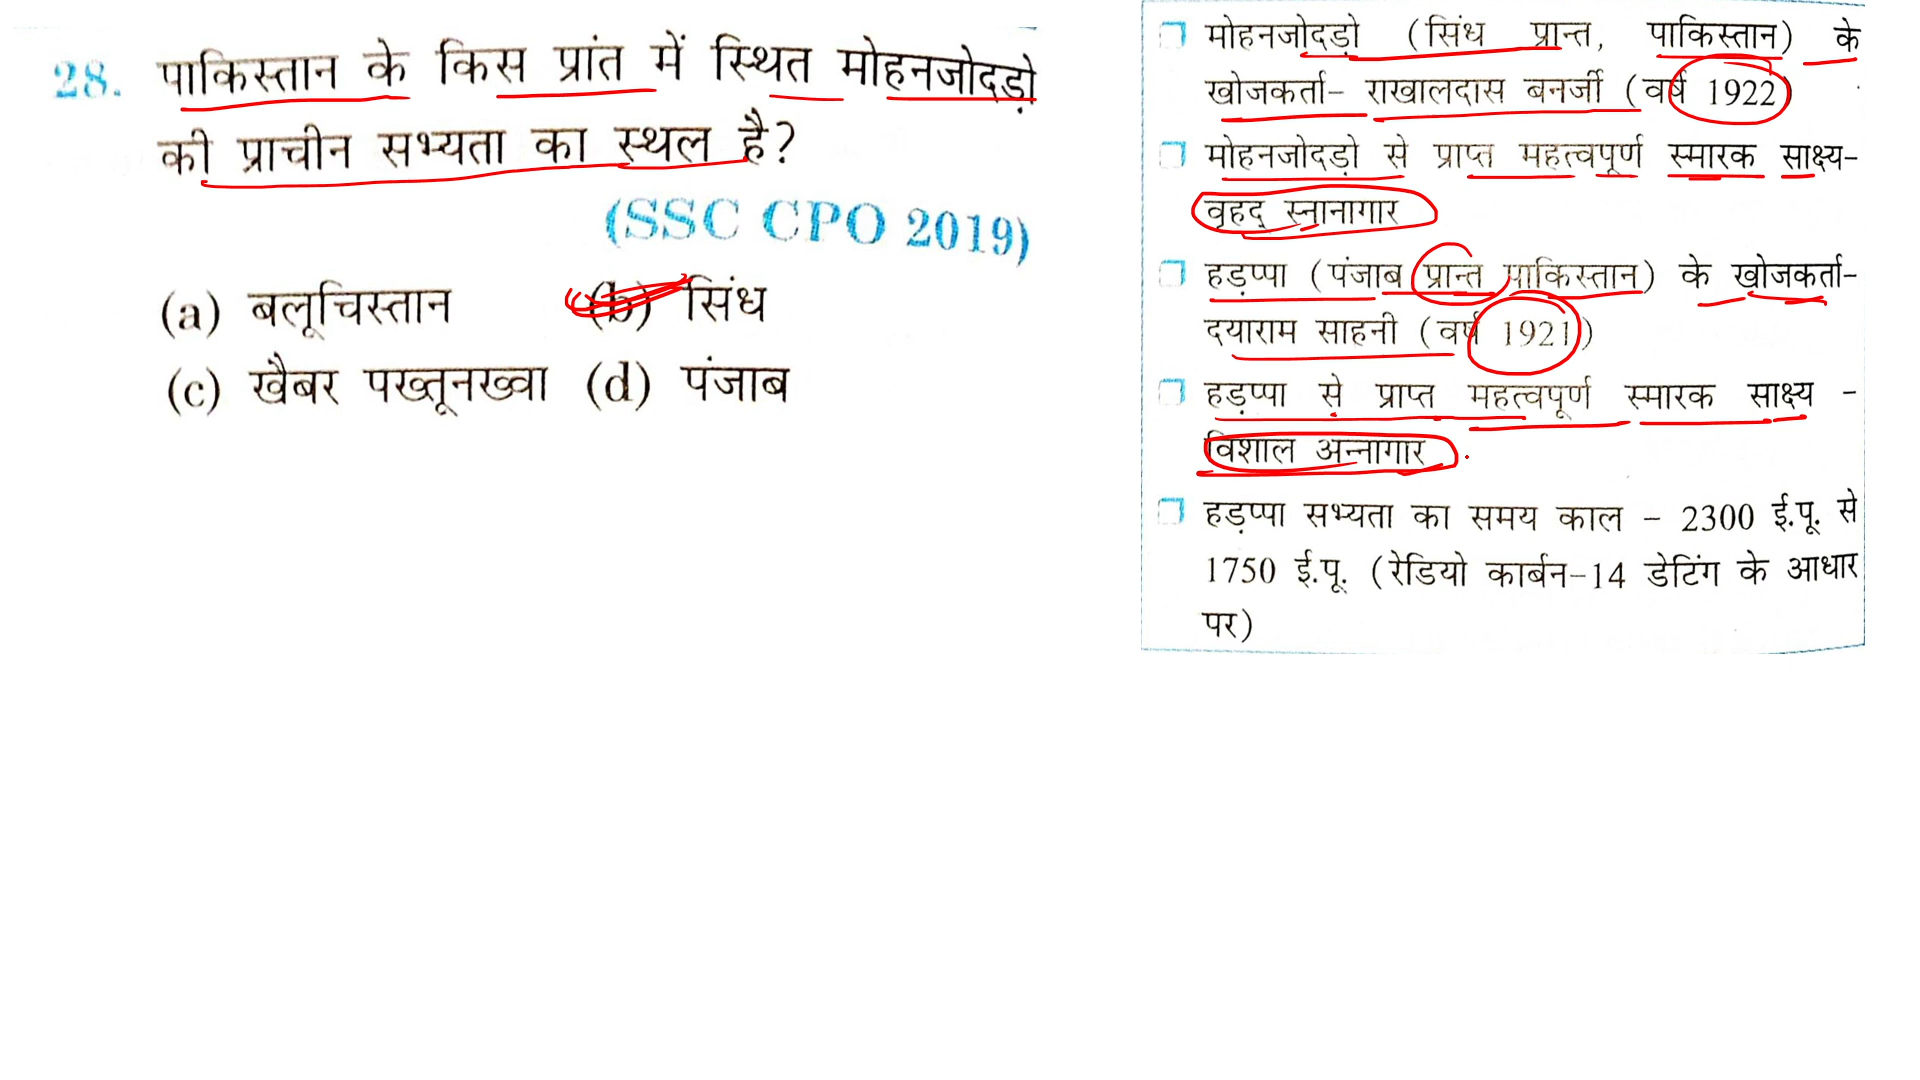 28. पाकिस्तान के किस प्रांत में स्थित मोहनजोदड़ो
की प्राचीन सभ्यता का स्थल है?
(SSC CPO 2019)
(a) बलूचिस्तान (b) सिंध
(c) खैबर पख्तूनख्वा (d) पंजाब
मोहनजोदड़ो (सिंध प्रान्त, पाकिस्तान) के
खोजकर्ता– राखालदास बनर्जी (वर्ष 1922)
मोहनजोदड़ो से प्राप्त महत्वपूर्ण स्मारक साक्ष्य–
वृहद् स्नानागार
हड़प्पा (पंजाब प्रान्त पाकिस्तान) के खोजकर्ता–
दयाराम साहनी (वर्ष 1921)
हड़प्पा से प्राप्त महत्वपूर्ण स्मारक साक्ष्य –
विशाल अन्नागार
हड़प्पा सभ्यता का समय काल – 2300 ई.पू. से
1750 ई.पू. (रेडियो कार्बन–14 डेटिंग के आधार
पर)